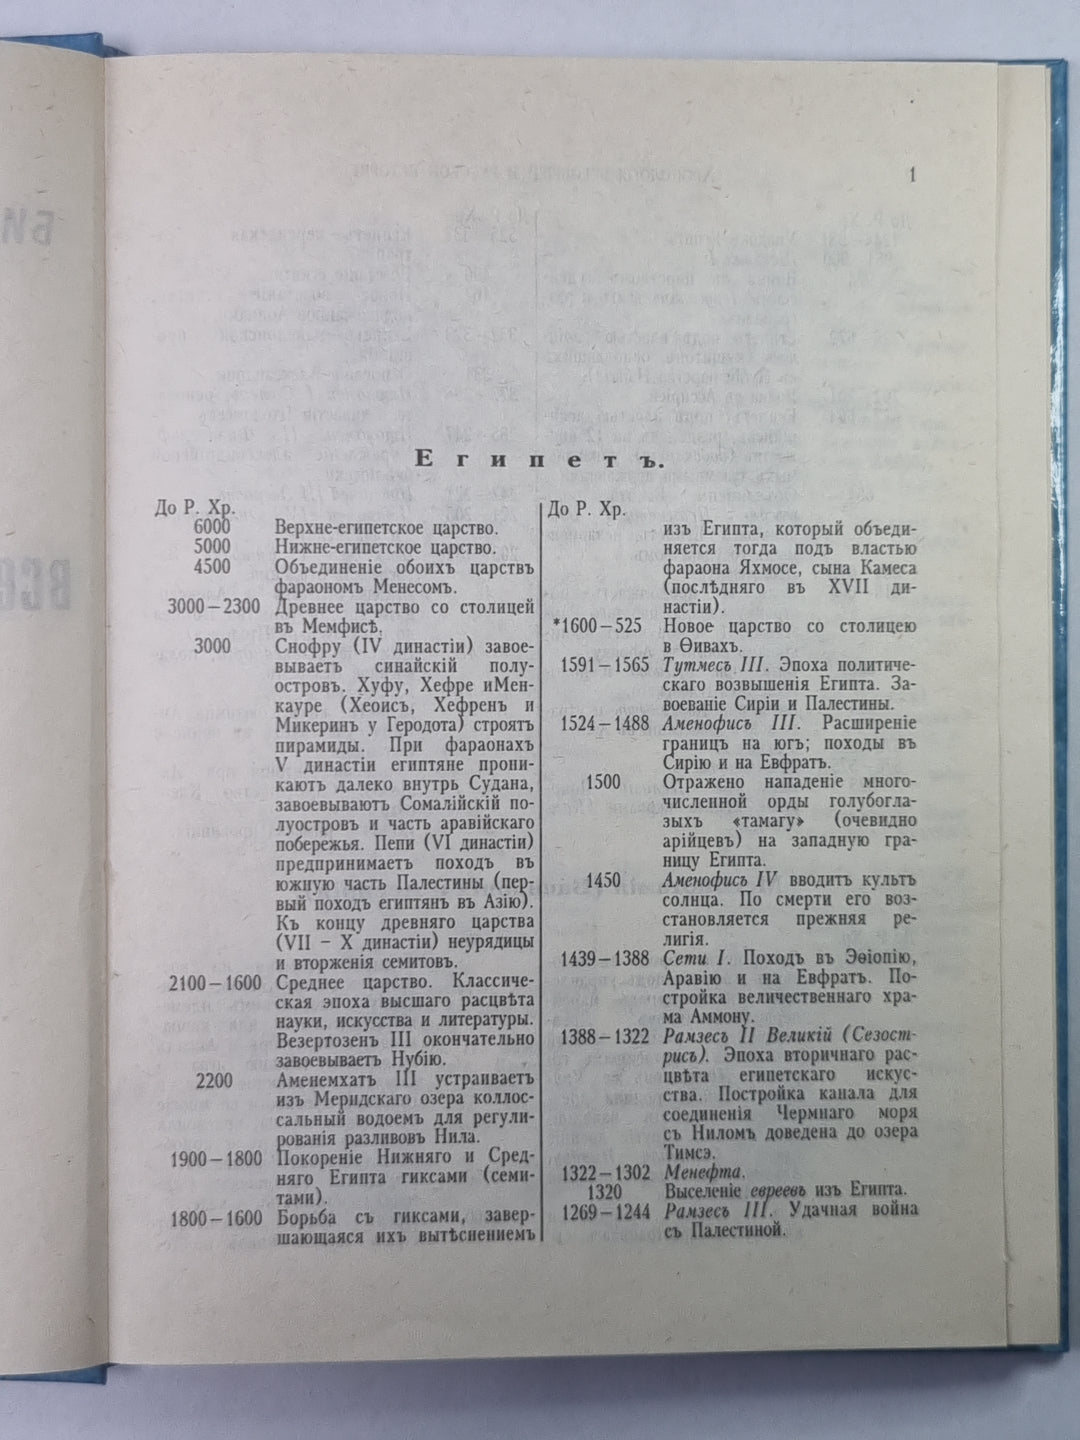 1
Египетъ.
До Р. Хр.
6000 Верхне-египетское царство.
5000 Нижне-египетское царство.
4500 Объединеніе обоихъ царствъ
фараономъ Менесомъ.
3000—2300 Древнее царство со столицей
въ Мемфисѣ.
3000 Снофру (IV династіи) завое-
вываетъ синайскій полу-
островъ. Хуфу, Хефре иМен-
кауре (Хеопсъ, Хефренъ и
Микеринъ у Геродота) строятъ
пирамиды. При фараонахъ
V династіи египтяне прони-
каютъ далеко внутрь Судана,
завоевываютъ Сомалійскій по-
луостровъ и часть аравійскаго
побережья. Пепи (VI династіи)
предпринимаетъ походъ въ
южную часть Палестины (пер-
вый походъ египтянъ въ Азію).
Къ концу древняго царства
(VII – X династіи) неурядицы
и вторженія семитовъ.
2100—1600 Среднее царство. Классиче-
ская эпоха высшаго расцвѣта
науки, искусства и литературы.
Везертозенъ III окончательно
завоевываетъ Нубію.
2200 Аменемхатъ III устраиваетъ
изъ Меридскаго озера колос-
сальный водоемъ для регули-
рованія разливовъ Нила.
1900—1800 Покореніе Нижняго и Сред-
няго Египта гиксами (семи-
тами).
1800—1600 Борьба съ гиксами, завер-
шающаяся ихъ вытѣсненіемъ
До Р. Хр.
изъ Египта, который объеди-
няется тогда подъ властью
фараона Яхмосе, сына Камеса
(послѣдняго въ XVII ди-
настіи).
*1600—525 Новое царство со столицею
в Ѳивахъ.
1591—1565 Тутмесъ III. Эпоха политиче-
скаго возвышенія Египта. За-
воеваніе Сиріи и Палестины.
1524—1488 Аменофисъ III. Расширеніе
границъ на югъ; походы въ
Сирію и на Евфратъ.
1500 Отражено нападеніе много-
численной орды голубогла-
зыхъ «тамагу» (очевидно
арійцевъ) на западную гра-
ницу Египта.
1450 Аменофисъ IV вводитъ культъ
солнца. По смерти его воз-
становляется прежняя ре-
лигія.
1439—1388 Сети I. Походъ въ Эѳіопію,
Аравію и на Евфратъ. По-
стройка величественнаго хра-
ма Аммону.
1388—1322 Рамзесъ II Великій (Сезост-
рисъ). Эпоха вторичнаго рас-
цвѣта египетскаго искус-
ства. Постройка канала для
соединенія Чермнаго моря
съ Ниломъ доведена до озера
Тимсэ.
1322—1302 Менефта.
1320 Выселеніе евреевъ изъ Египта.
1269—1244 Рамзесъ III. Удачная война
съ Палестиной.